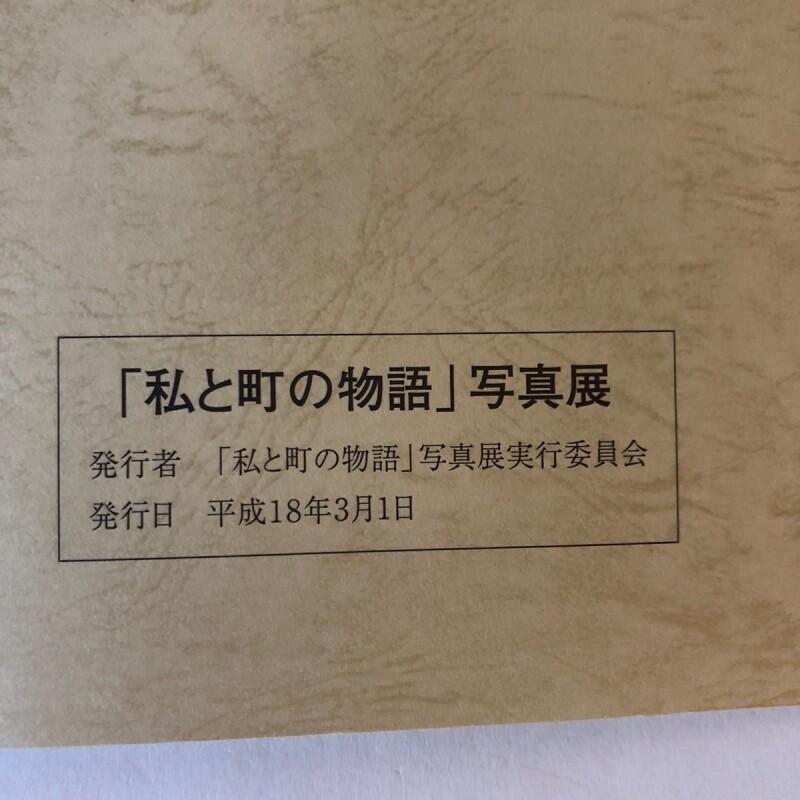 「私と町の物語」写真展
発行者　「私と町の物語」写真展実行委員会
発行日　平成18年3月1日